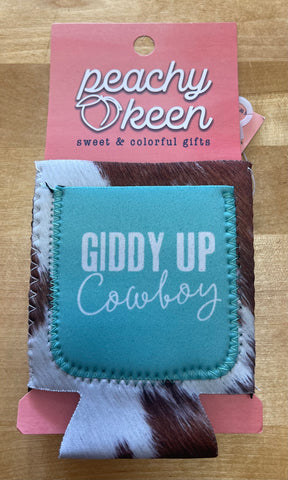 peachy
keen
sweet & colorful gifts
GIDDY UP
Cowboy